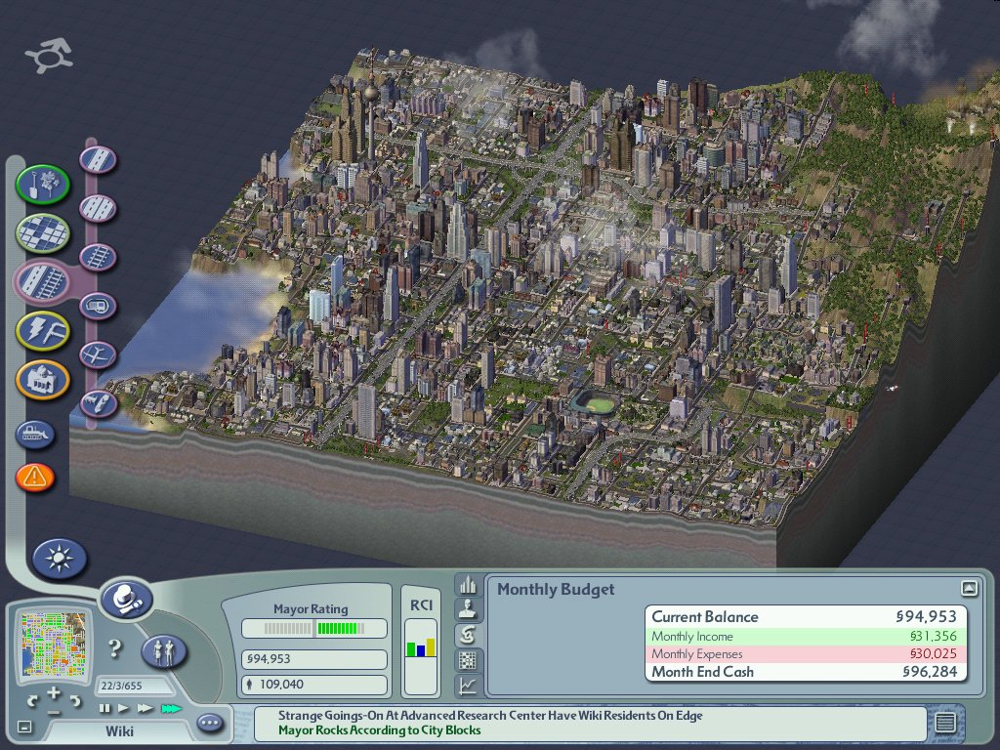 Monthly Budget
Mayor Rating
RCI
Current Balance §94,953
Monthly Income §31,356
Monthly Expenses §30,025
Month End Cash §96,284
§94,953
109,040
?
22/3/655
Wiki
Strange Goings-On At Advanced Research Center Have Wiki Residents On Edge
Mayor Rocks According to City Blocks